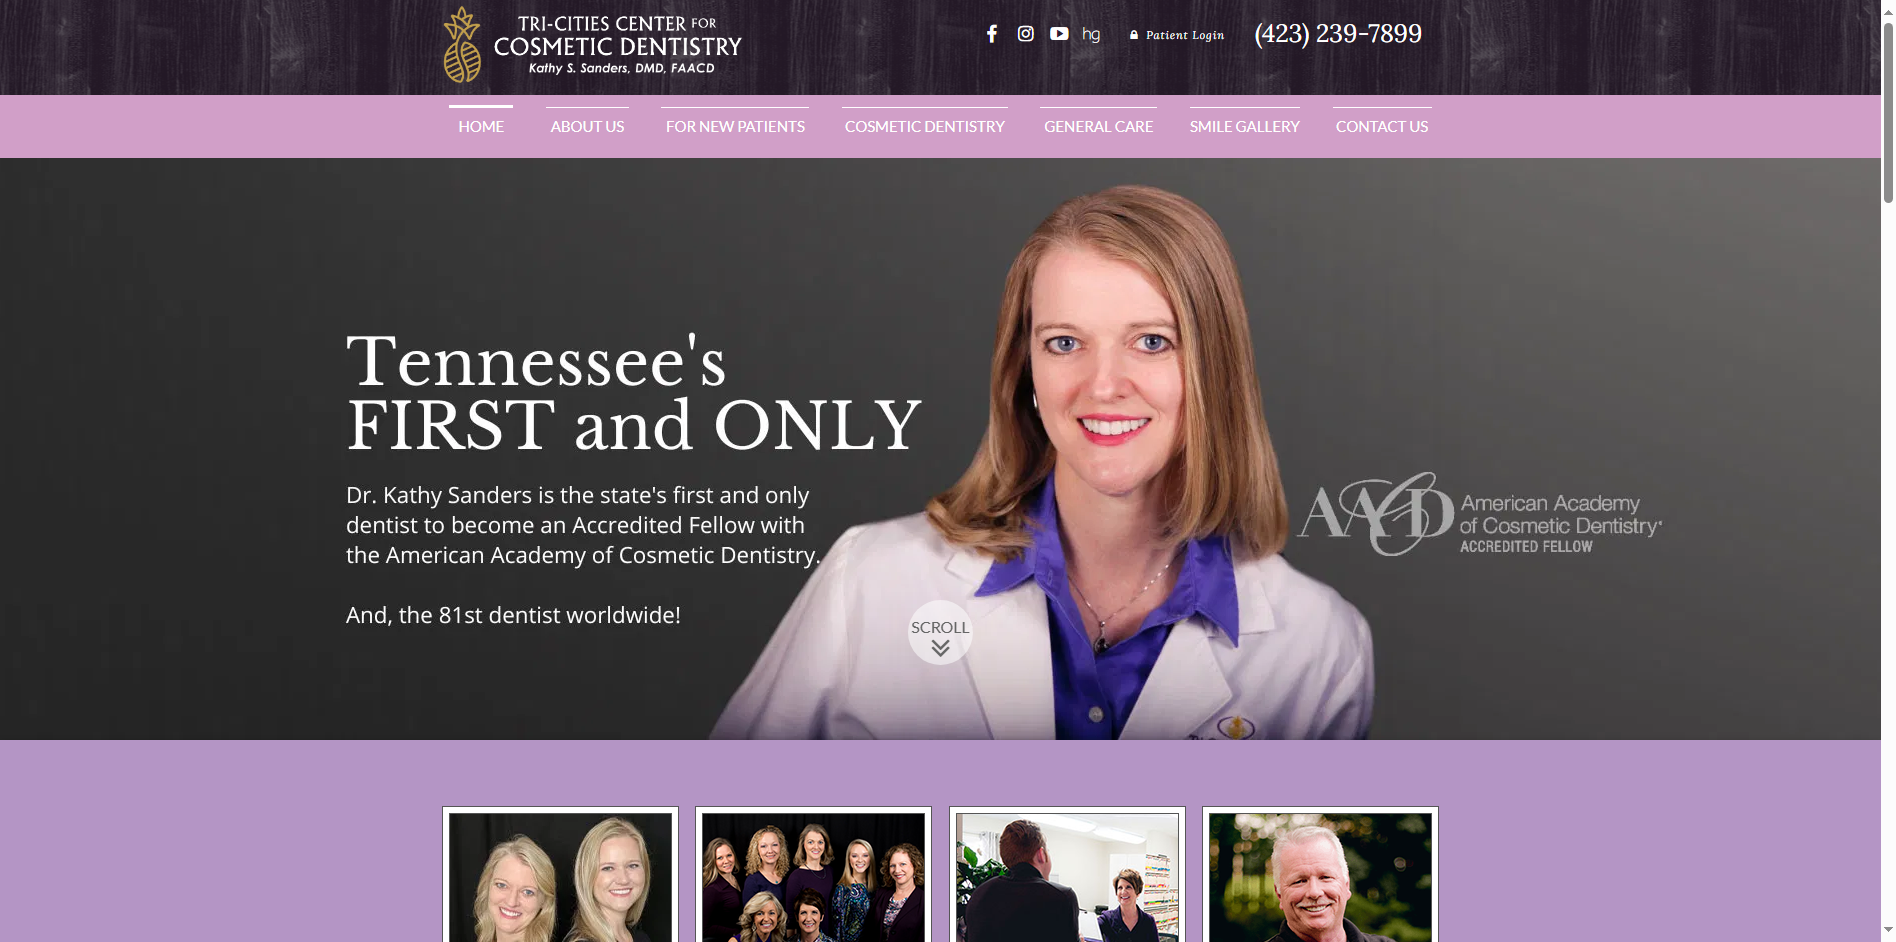 TRI-CITIES CENTER FOR
COSMETIC DENTISTRY
Kathy S. Sanders, DMD, FAACD
hg
Patient Login
(423) 239-7899
HOME
ABOUT US
FOR NEW PATIENTS
COSMETIC DENTISTRY
GENERAL CARE
SMILE GALLERY
CONTACT US
Tennessee's
FIRST and ONLY
Dr. Kathy Sanders is the state's first and only
dentist to become an Accredited Fellow with
the American Academy of Cosmetic Dentistry.
And, the 81st dentist worldwide!
AACD
American Academy
of Cosmetic Dentistry
ACCREDITED FELLOW
SCROLL